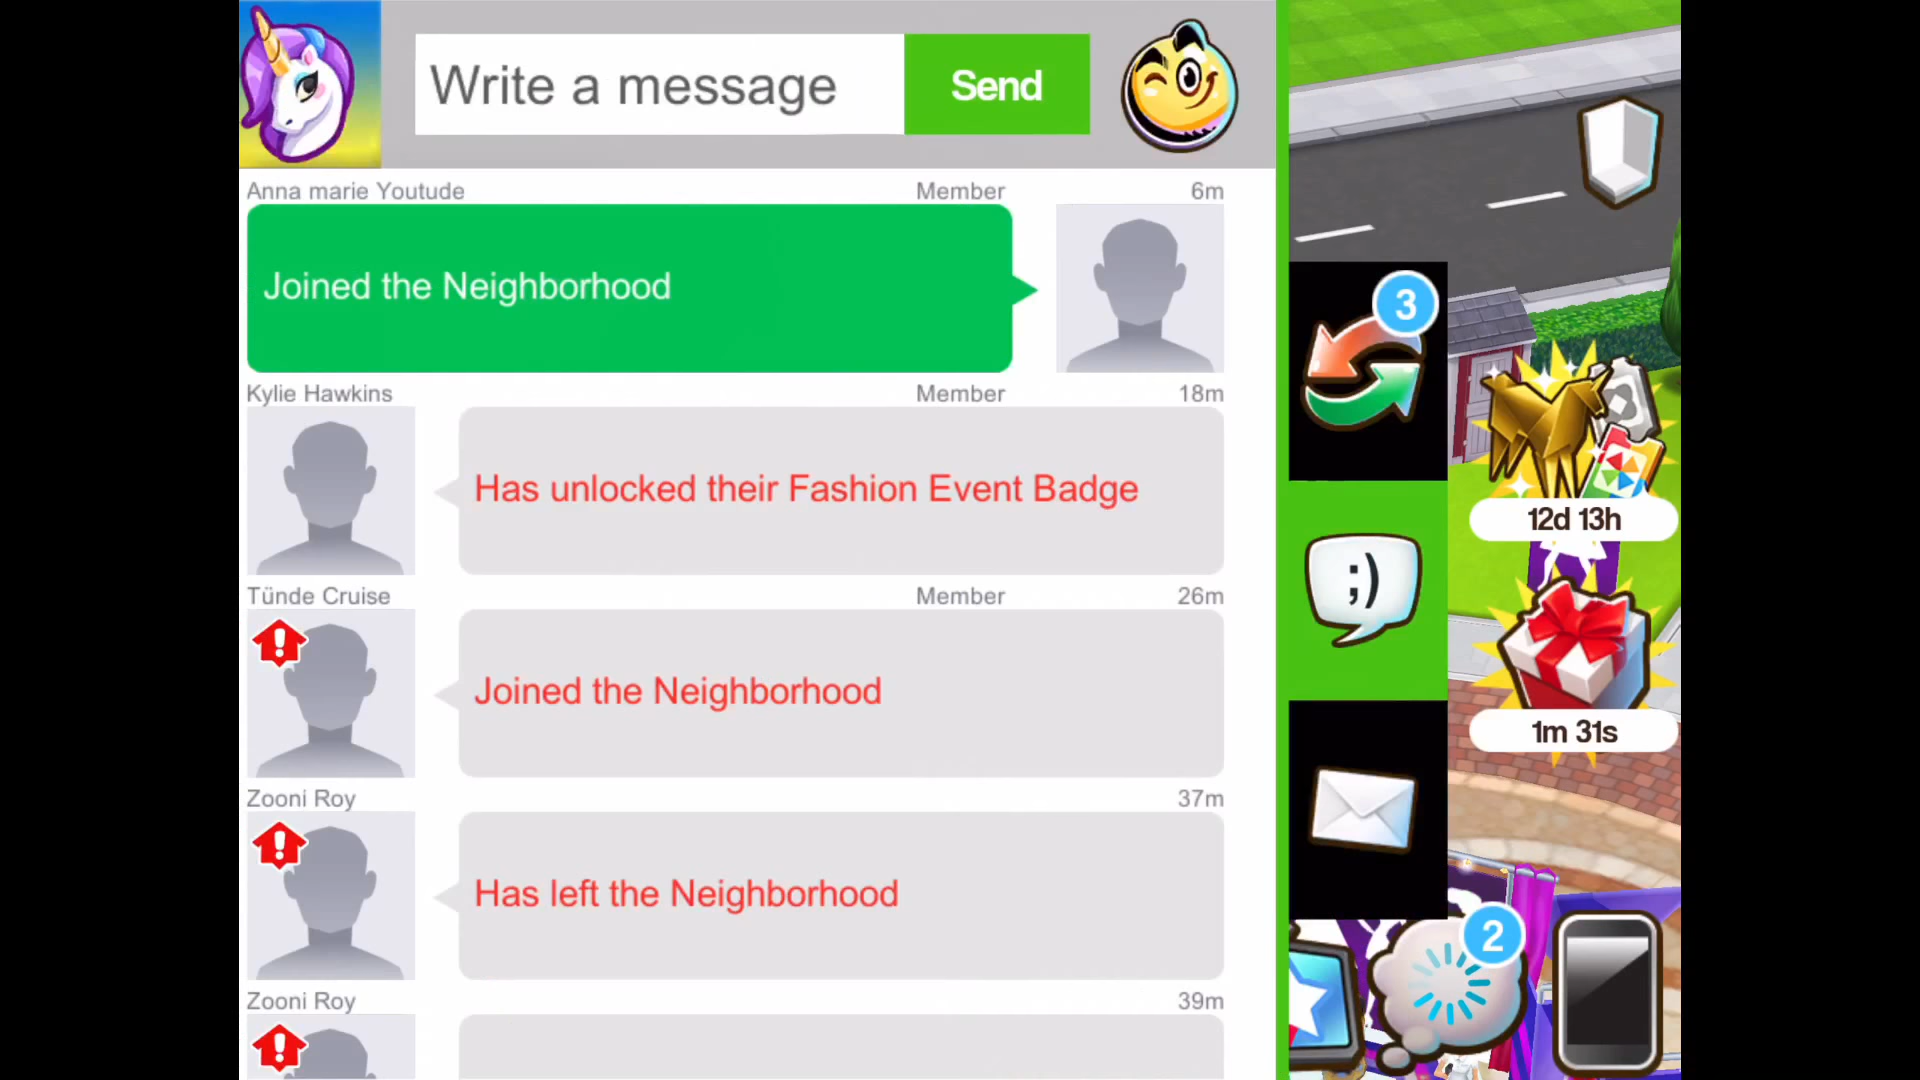 Write a message
Send
Anna marie Youtude Member 6m
Joined the Neighborhood
Kylie Hawkins Member 18m
Has unlocked their Fashion Event Badge
Tünde Cruise Member 26m
Joined the Neighborhood
Zooni Roy 37m
Has left the Neighborhood
Zooni Roy 39m
3
;)
12d 13h
1m 31s
2